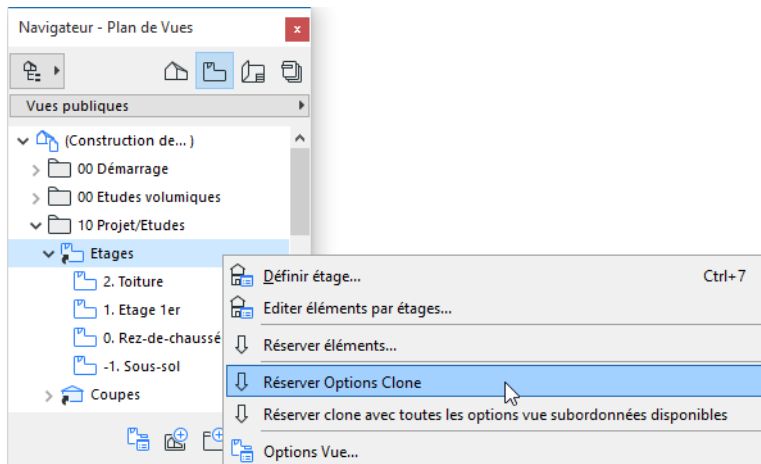 Navigateur - Plan de Vues
x
Vues publiques
(Construction de... )
00 Démarrage
00 Etudes volumiques
10 Projet/Etudes
Etages
2. Toiture
1. Etage 1er
0. Rez-de-chaussé
-1. Sous-sol
Coupes
Définir étage... Ctrl+7
Editer éléments par étages...
Réserver éléments...
Réserver Options Clone
Réserver clone avec toutes les options vue subordonnées disponibles
Options Vue...